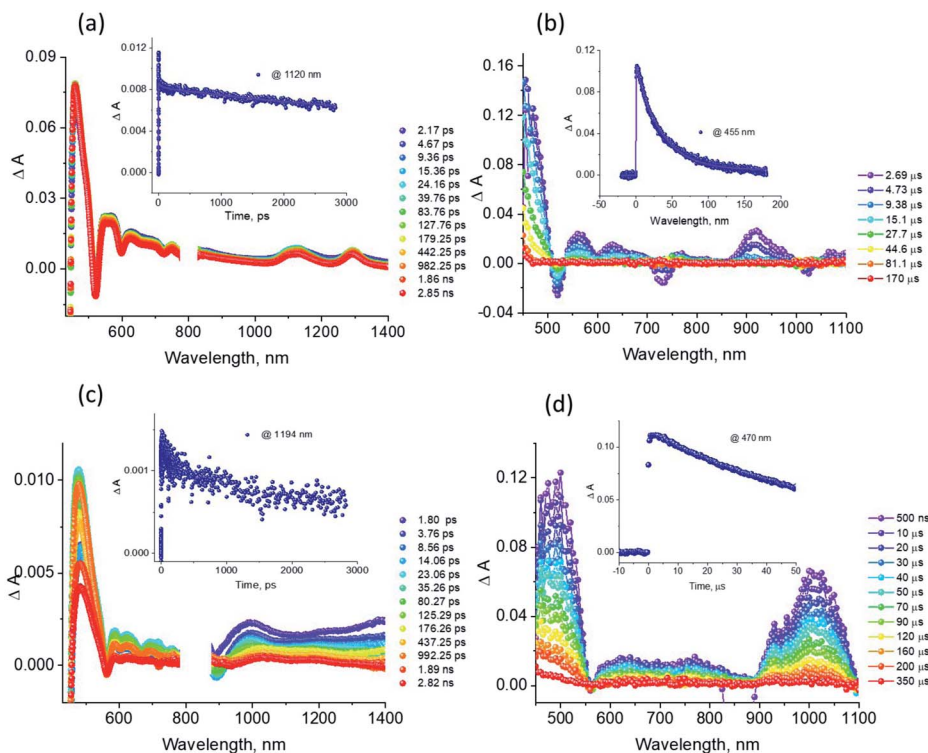 (a)
0.08
0.06
0.04
0.02
0.00
Δ A
600
800
1000
1200
1400
Wavelength, nm
0.016
0.012
0.008
0.004
0.000
Δ A
0
1000
2000
3000
Time, ps
@ 1120 nm
2.17 ps
4.67 ps
9.36 ps
15.36 ps
24.16 ps
39.76 ps
83.76 ps
127.76 ps
179.25 ps
442.25 ps
982.25 ps
1.86 ns
2.85 ns
(b)
0.16
0.12
0.08
0.04
0.00
-0.04
Δ A
500
600
700
800
900
1000
1100
Wavelength, nm
0.12
0.08
0.04
0.00
Δ A
-50
0
50
100
150
200
Wavelength, nm
@ 455 nm
2.69 μs
4.73 μs
9.38 μs
15.1 μs
27.7 μs
44.6 μs
81.1 μs
170 μs
(c)
0.010
0.005
0.000
Δ A
600
800
1000
1200
1400
Wavelength, nm
0.001
0.000
Δ A
0
1000
2000
3000
Time, ps
@ 1194 nm
1.80 ps
3.76 ps
8.56 ps
14.06 ps
23.06 ps
35.26 ps
80.27 ps
125.29 ps
176.26 ps
437.25 ps
992.25 ps
1.89 ns
2.82 ns
(d)
0.12
0.08
0.04
0.00
Δ A
500
600
700
800
900
1000
1100
Wavelength, nm
0.10
0.05
0.00
Δ A
-10
0
10
20
30
40
50
Time, μs
@ 470 nm
500 ns
10 μs
20 μs
30 μs
40 μs
50 μs
70 μs
90 μs
120 μs
160 μs
200 μs
350 μs